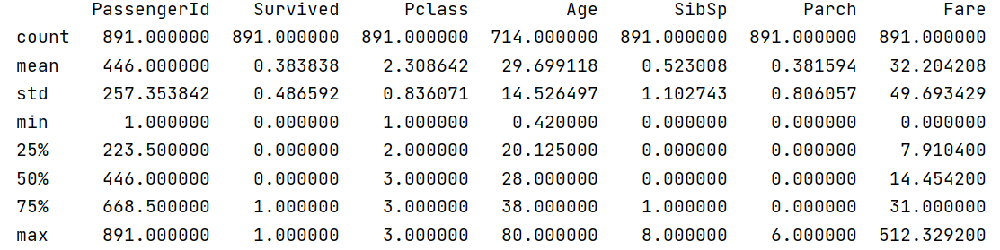 PassengerId Survived Pclass Age SibSp Parch Fare
count 891.000000 891.000000 891.000000 714.000000 891.000000 891.000000 891.000000
mean 446.000000 0.383838 2.308642 29.699118 0.523008 0.381594 32.204208
std 257.353842 0.486592 0.836071 14.526497 1.102743 0.806057 49.693429
min 1.000000 0.000000 1.000000 0.420000 0.000000 0.000000 0.000000
25% 223.500000 0.000000 2.000000 20.125000 0.000000 0.000000 7.910400
50% 446.000000 0.000000 3.000000 28.000000 0.000000 0.000000 14.454200
75% 668.500000 1.000000 3.000000 38.000000 1.000000 0.000000 31.000000
max 891.000000 1.000000 3.000000 80.000000 8.000000 6.000000 512.329200